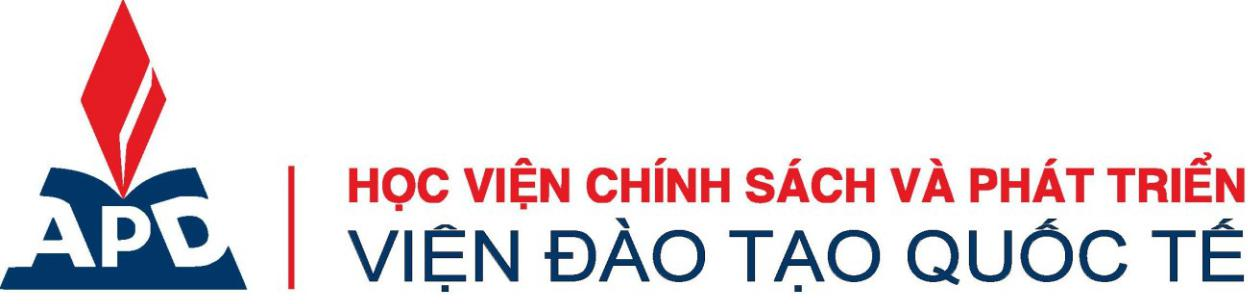 APD
HỌC VIỆN CHÍNH SÁCH VÀ PHÁT TRIỂN
VIỆN ĐÀO TẠO QUỐC TẾ